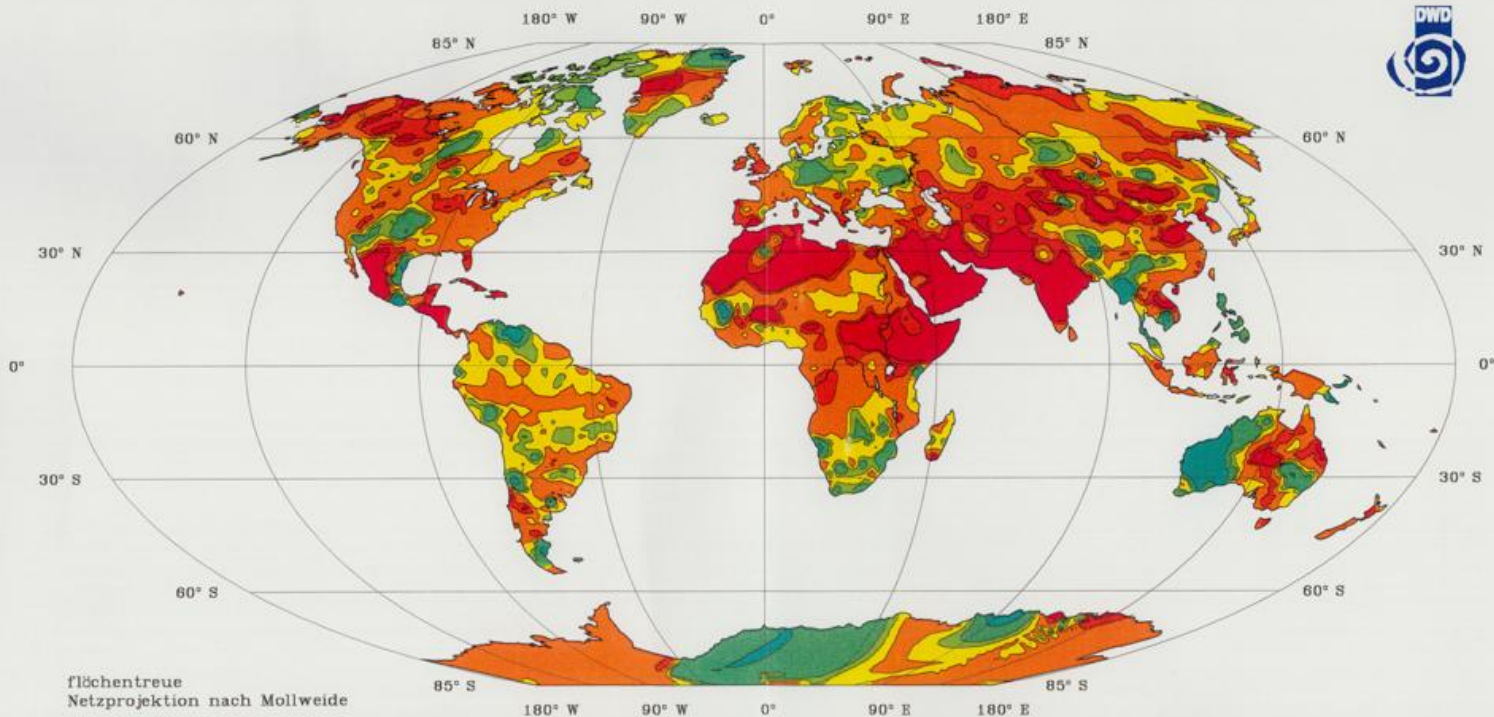 180° W 90° W 0° 90° E 180° E
DWD
85° N 85° N
60° N 60° N
30° N 30° N
0° 0°
30° S 30° S
60° S 60° S
flächentreue
85° S 85° S
Netzprojektion nach Mollweide
180° W 90° W 0° 90° E 180° E